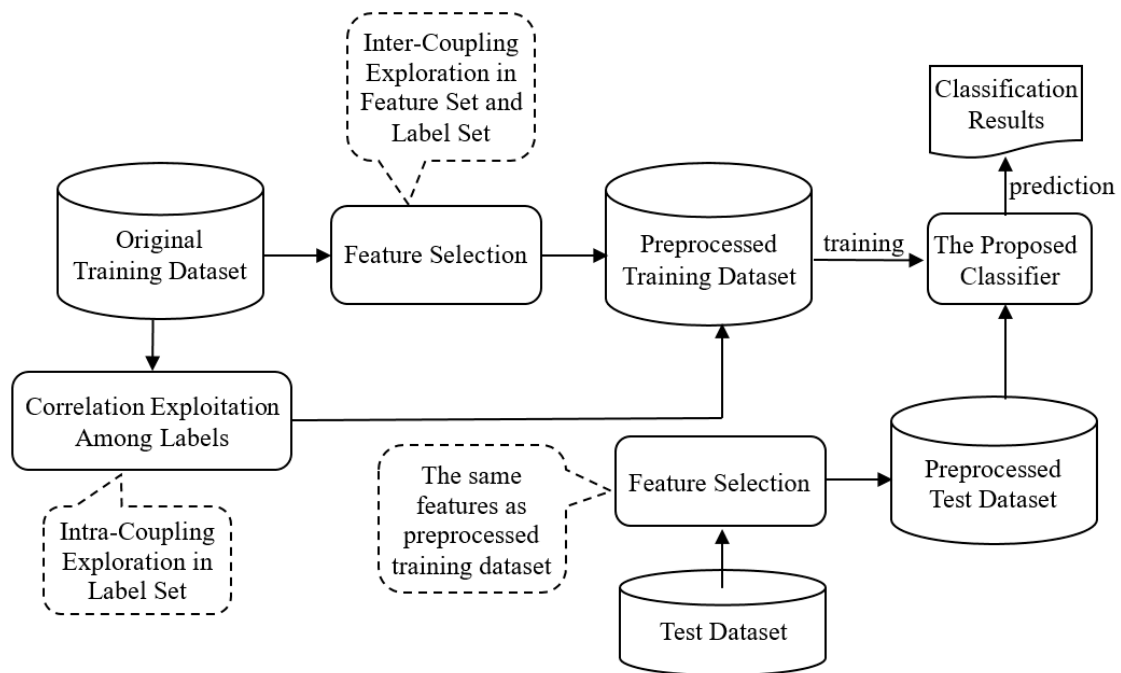 Inter-Coupling
Exploration in
Feature Set and
Label Set
Classification
Results
prediction
Original
Training Dataset
Feature Selection
Preprocessed
Training Dataset
training
The Proposed
Classifier
Correlation Exploitation
Among Labels
Intra-Coupling
Exploration in
Label Set
The same
features as
preprocessed
training dataset
Feature Selection
Preprocessed
Test Dataset
Test Dataset